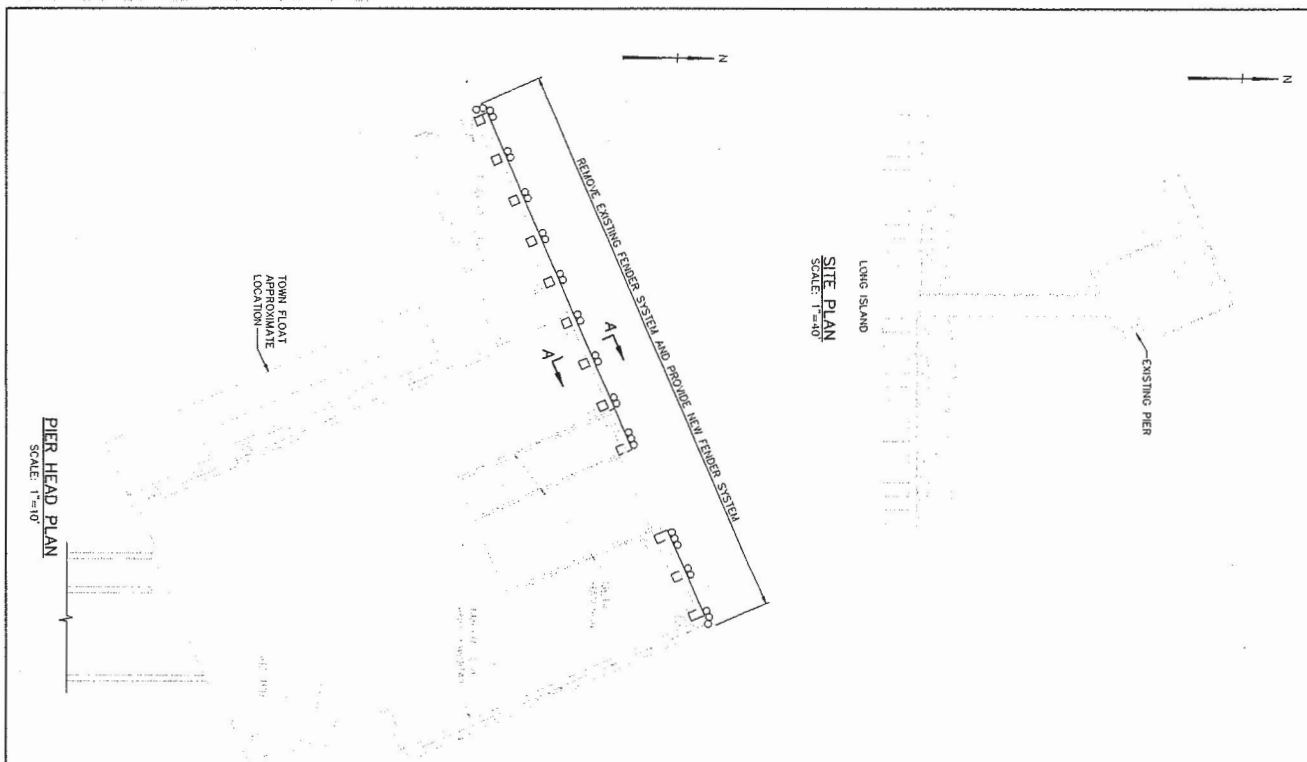 N
N
REMOVE EXISTING FENDER SYSTEM AND PROVIDE NEW FENDER SYSTEM
LONG ISLAND
SITE PLAN
SCALE: 1"=40'
EXISTING PIER
A
A
TOWN FLOAT
APPROXIMATE
LOCATION
PIER HEAD PLAN
SCALE: 1"=10'